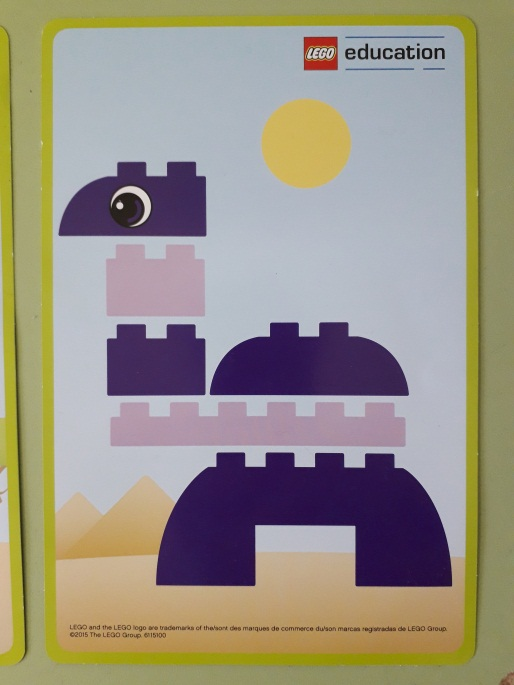 LEGO education
LEGO and the LEGO logo are trademarks of the/sont des marques de commerce du/son marcas registradas de LEGO Group.
©2015 The LEGO Group. 6115100